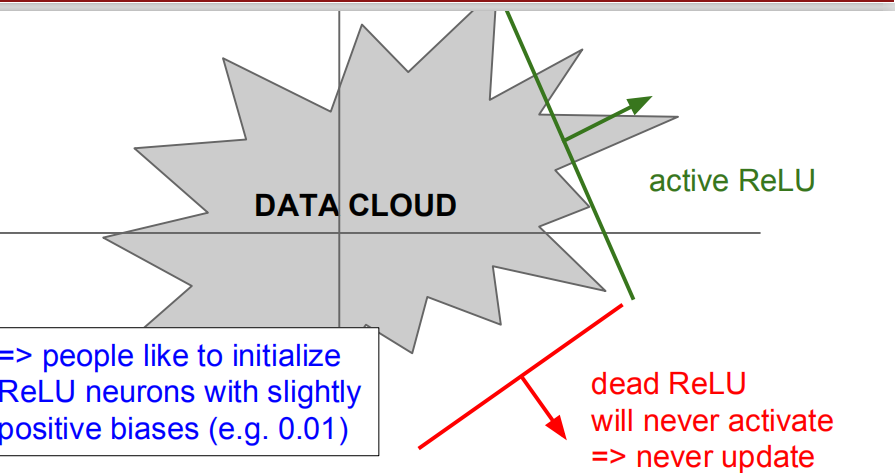 DATA CLOUD
active ReLU
=> people like to initialize
ReLU neurons with slightly
positive biases (e.g. 0.01)
dead ReLU
will never activate
=> never update